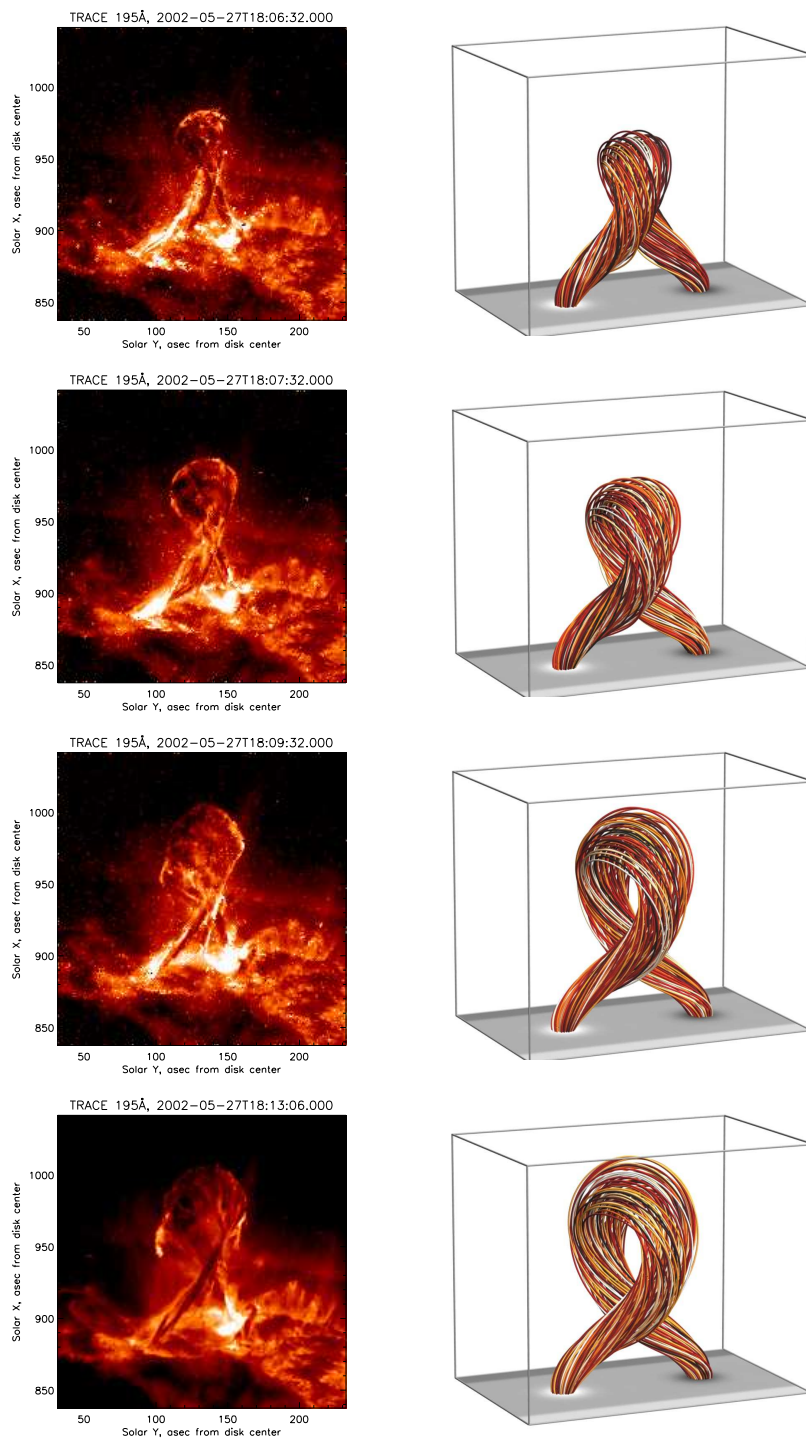 TRACE 195Å, 2002−05−27T18:06:32.000
1000
950
900
850
Solar X, asec from disk center
50 100 150 200
Solar Y, asec from disk center
TRACE 195Å, 2002−05−27T18:07:32.000
1000
950
900
850
Solar X, asec from disk center
50 100 150 200
Solar Y, asec from disk center
TRACE 195Å, 2002−05−27T18:09:32.000
1000
950
900
850
Solar X, asec from disk center
50 100 150 200
Solar Y, asec from disk center
TRACE 195Å, 2002−05−27T18:13:06.000
1000
950
900
850
Solar X, asec from disk center
50 100 150 200
Solar Y, asec from disk center